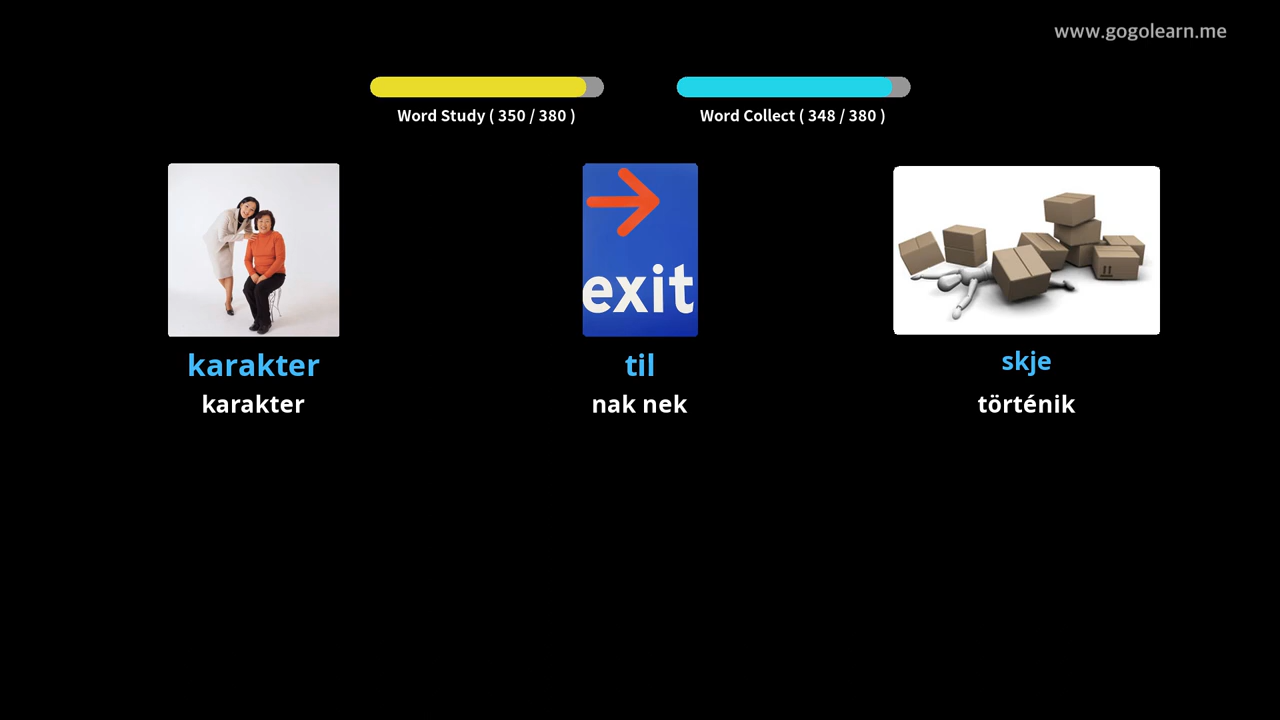 www.gogolearn.me
Word Study ( 350 / 380 )
Word Collect ( 348 / 380 )
exit
karakter
til
skje
karakter
nak nek
történik